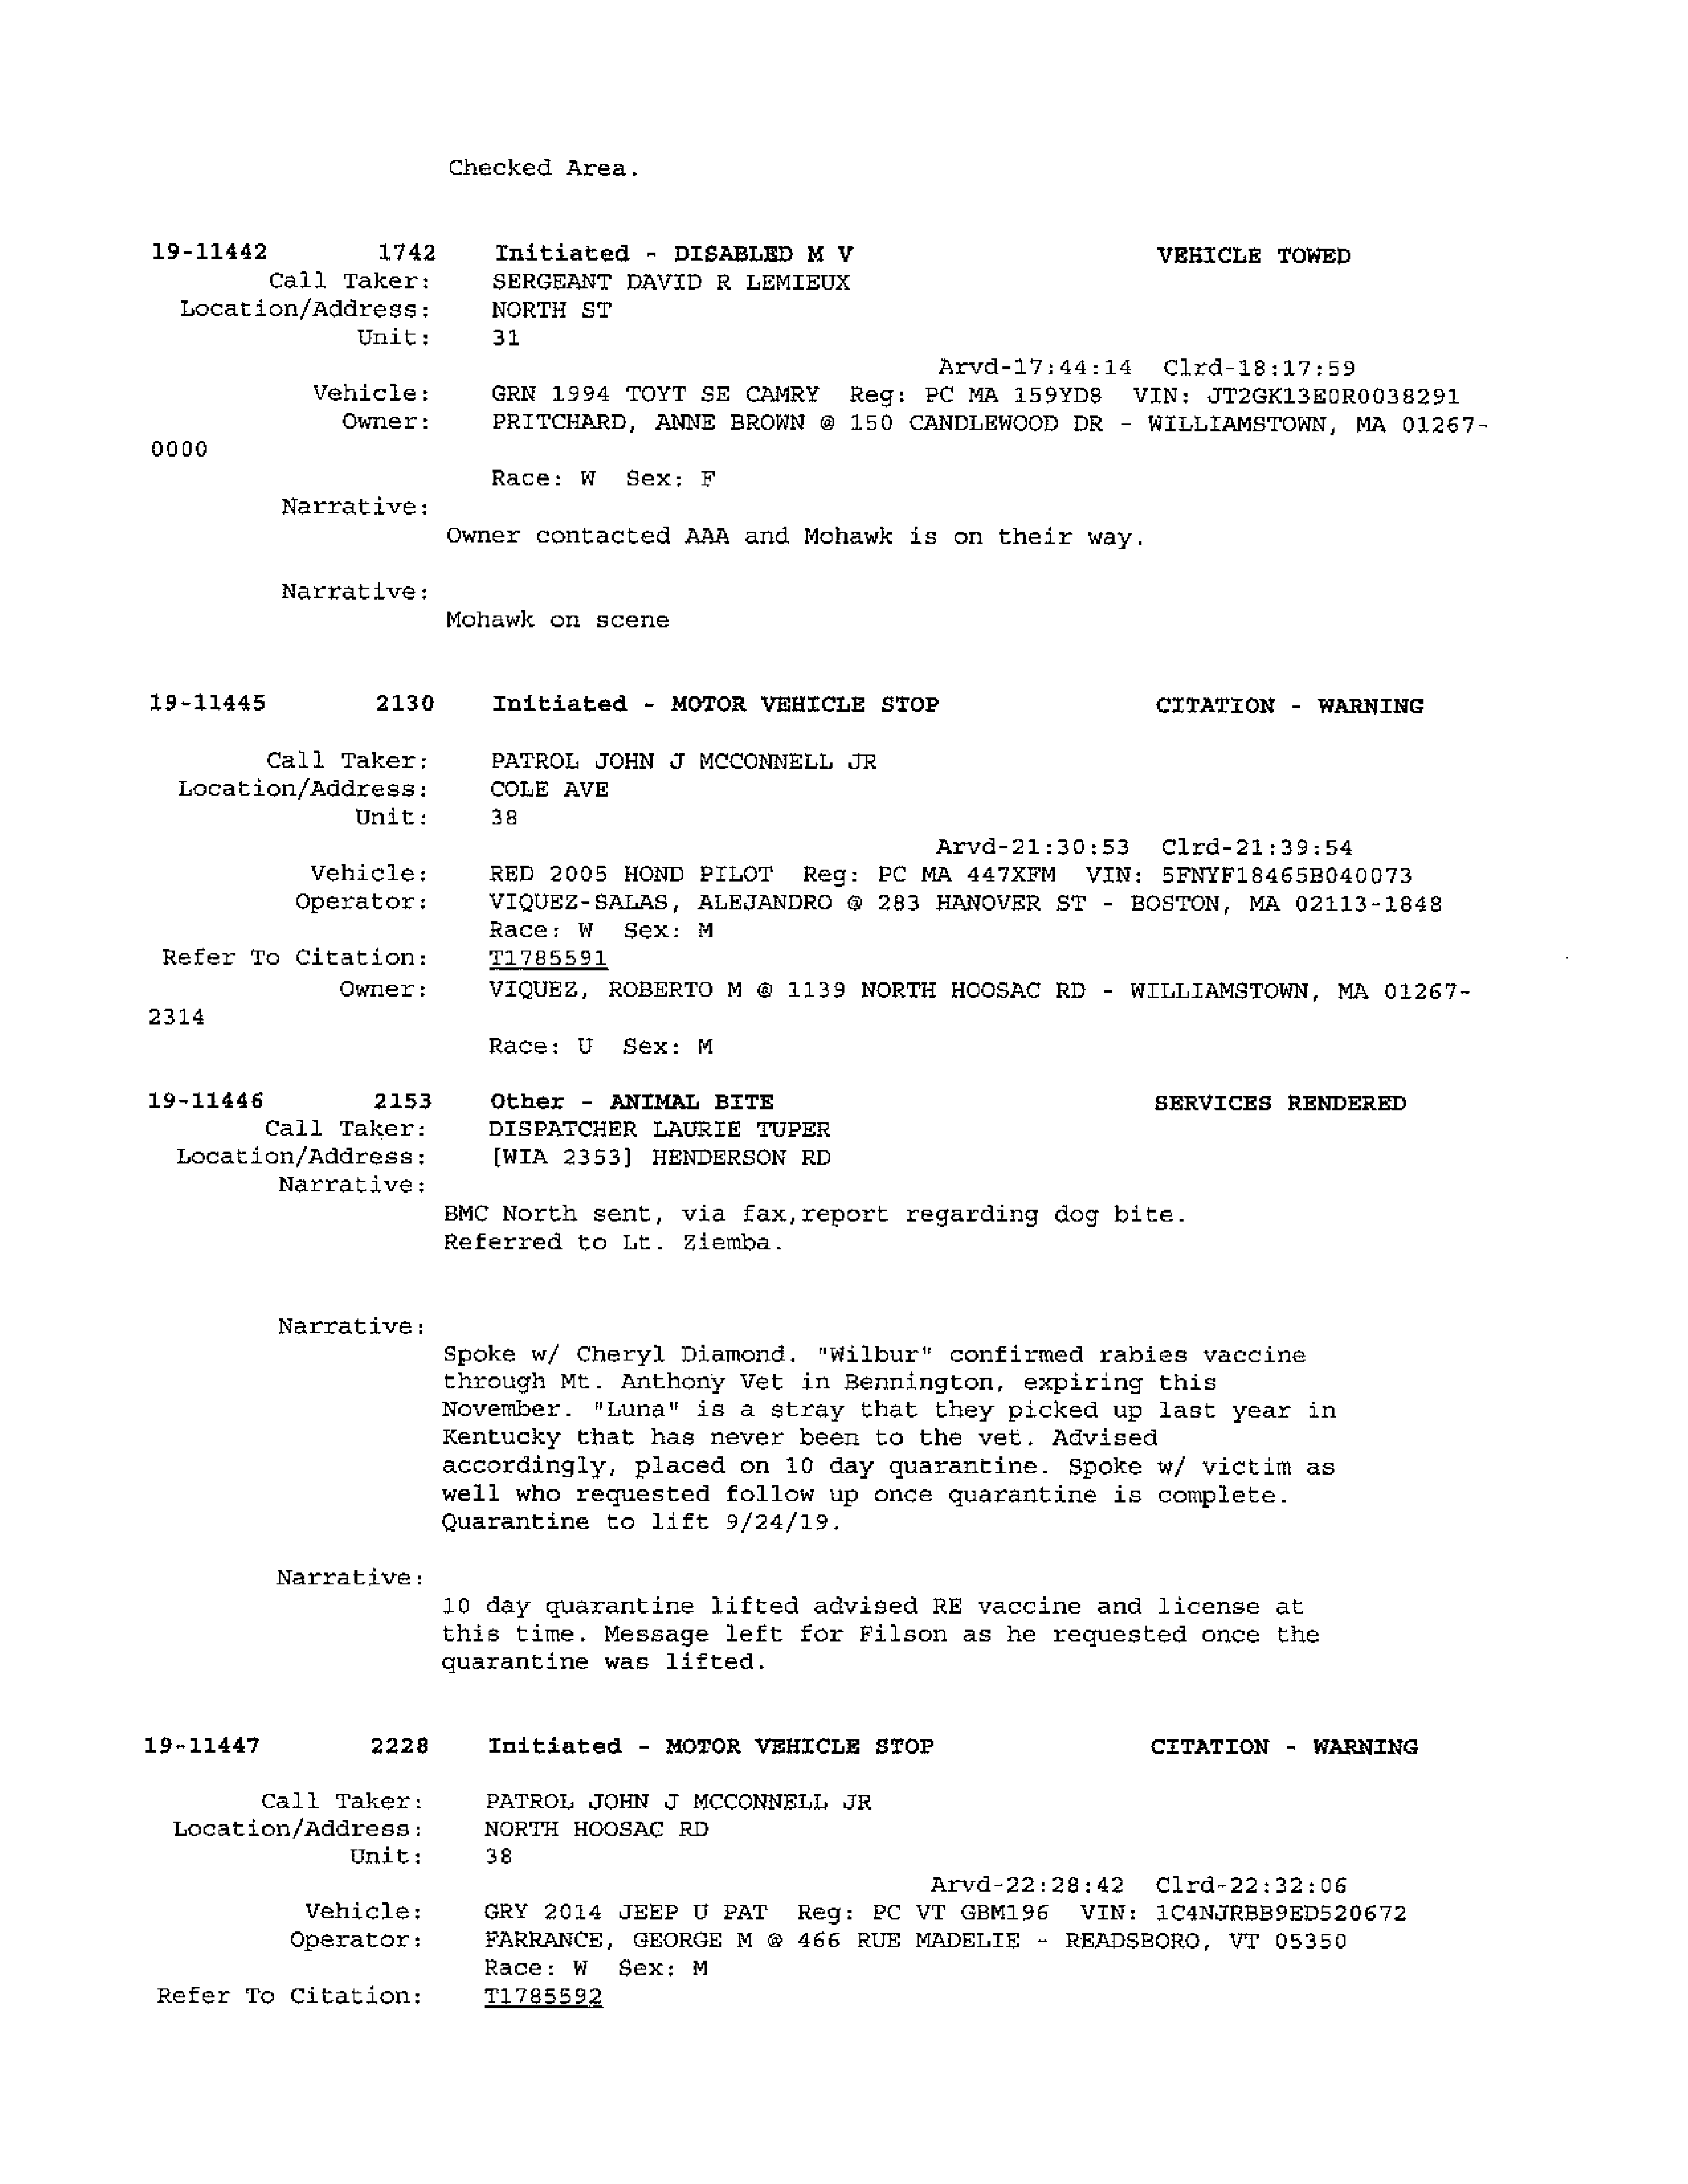 Checked Area.
19-11442 1742 Initiated - DISABLED M V VEHICLE TOWED
Call Taker: SERGEANT DAVID R LEMIEUX
Location/Address: NORTH ST
Unit: 31
Arvd-17:44:14 Clrd-18:17:59
Vehicle: GRN 1994 TOYT SE CAMRY Reg: PC MA 159YD8 VIN: JT2GK13E0R0038291
Owner: PRITCHARD, ANNE BROWN @ 150 CANDLEWOOD DR - WILLIAMSTOWN, MA 01267-
0000
Race: W Sex: F
Narrative:
Owner contacted AAA and Mohawk is on their way.
Narrative:
Mohawk on scene
19-11445 2130 Initiated - MOTOR VEHICLE STOP CITATION - WARNING
Call Taker: PATROL JOHN J MCCONNELL JR
Location/Address: COLE AVE
Unit: 38
Arvd-21:30:53 Clrd-21:39:54
Vehicle: RED 2005 HOND PILOT Reg: PC MA 447XFM VIN: 5FNYF18465B040073
Operator: VIQUEZ-SALAS, ALEJANDRO @ 283 HANOVER ST - BOSTON, MA 02113-1848
Race: W Sex: M
Refer To Citation: T1785591
Owner: VIQUEZ, ROBERTO M @ 1139 NORTH HOOSAC RD - WILLIAMSTOWN, MA 01267-
2314
Race: U Sex: M
19-11446 2153 Other - ANIMAL BITE SERVICES RENDERED
Call Taker: DISPATCHER LAURIE TUPER
Location/Address: [WIA 2353] HENDERSON RD
Narrative:
BMC North sent, via fax,report regarding dog bite.
Referred to Lt. Ziemba.
Narrative:
Spoke w/ Cheryl Diamond. "Wilbur" confirmed rabies vaccine
through Mt. Anthony Vet in Bennington, expiring this
November. "Luna" is a stray that they picked up last year in
Kentucky that has never been to the vet. Advised
accordingly, placed on 10 day quarantine. Spoke w/ victim as
well who requested follow up once quarantine is complete.
Quarantine to lift 9/24/19.
Narrative:
10 day quarantine lifted advised RE vaccine and license at
this time. Message left for Filson as he requested once the
quarantine was lifted.
19-11447 2228 Initiated - MOTOR VEHICLE STOP CITATION - WARNING
Call Taker: PATROL JOHN J MCCONNELL JR
Location/Address: NORTH HOOSAC RD
Unit: 38
Arvd-22:28:42 Clrd-22:32:06
Vehicle: GRY 2014 JEEP U PAT Reg: PC VT GBM196 VIN: 1C4NJRBB9ED520672
Operator: FARRANCE, GEORGE M @ 466 RUE MADELIE - READSBORO, VT 05350
Race: W Sex: M
Refer To Citation: T1785592